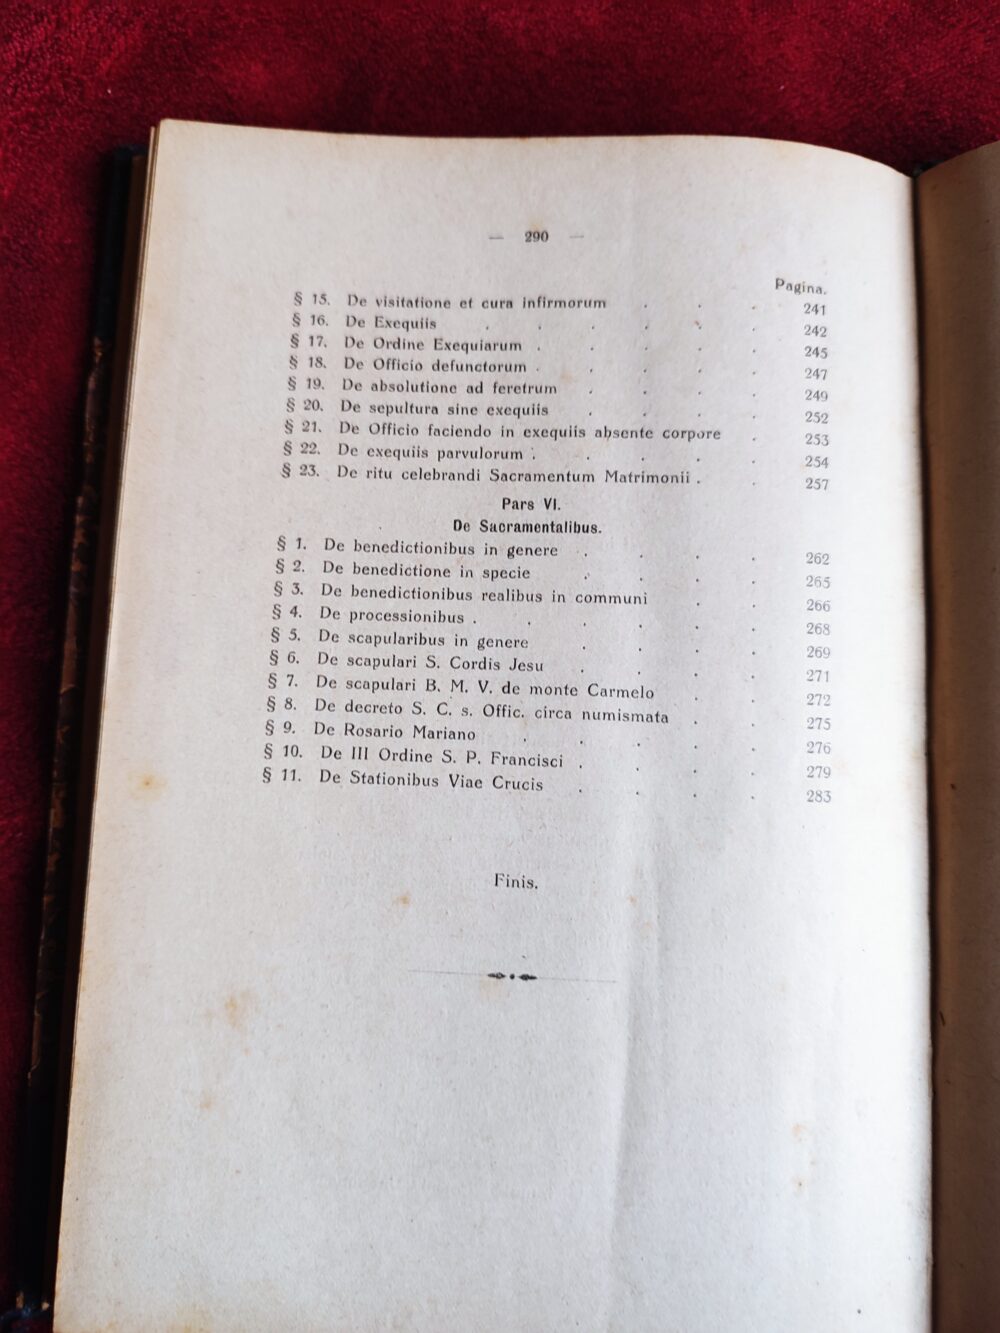 — 290 —
Pagina.
§ 15. De visitatione et cura infirmorum . . . 241
§ 16. De Exequiis . . . . . . 242
§ 17. De Ordine Exequiarum . . . . . 245
§ 18. De Officio defunctorum . . . . . 247
§ 19. De absolutione ad feretrum . . . . 249
§ 20. De sepultura sine exequiis . . . . 252
§ 21. De Officio faciendo in exequiis absente corpore . 253
§ 22. De exequiis parvulorum . . . . . 254
§ 23. De ritu celebrandi Sacramentum Matrimonii . . 257
Pars VI.
De Sacramentalibus.
§ 1. De benedictionibus in genere . . . . 262
§ 2. De benedictione in specie . . . . 265
§ 3. De benedictionibus realibus in communi . . 266
§ 4. De processionibus . . . . . . 268
§ 5. De scapularibus in genere . . . . 269
§ 6. De scapulari S. Cordis Jesu . . . . 271
§ 7. De scapulari B. M. V. de monte Carmelo . . 272
§ 8. De decreto S. C. s. Offic. circa numismata . . 275
§ 9. De Rosario Mariano . . . . . 276
§ 10. De III Ordine S. P. Francisci . . . . 279
§ 11. De Stationibus Viae Crucis . . . . 283
Finis.